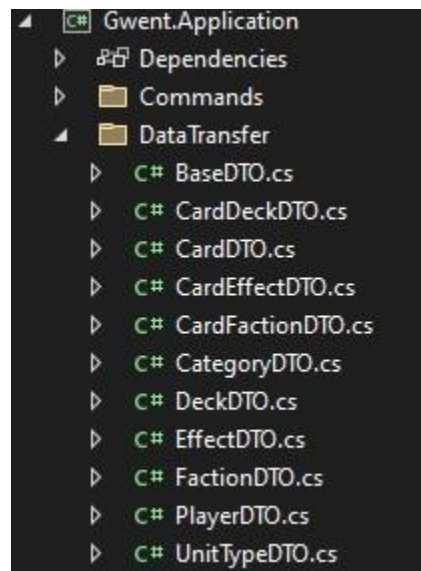 C# Gwent.Application
Dependencies
Commands
DataTransfer
C# BaseDTO.cs
C# CardDeckDTO.cs
C# CardDTO.cs
C# CardEffectDTO.cs
C# CardFactionDTO.cs
C# CategoryDTO.cs
C# DeckDTO.cs
C# EffectDTO.cs
C# FactionDTO.cs
C# PlayerDTO.cs
C# UnitTypeDTO.cs